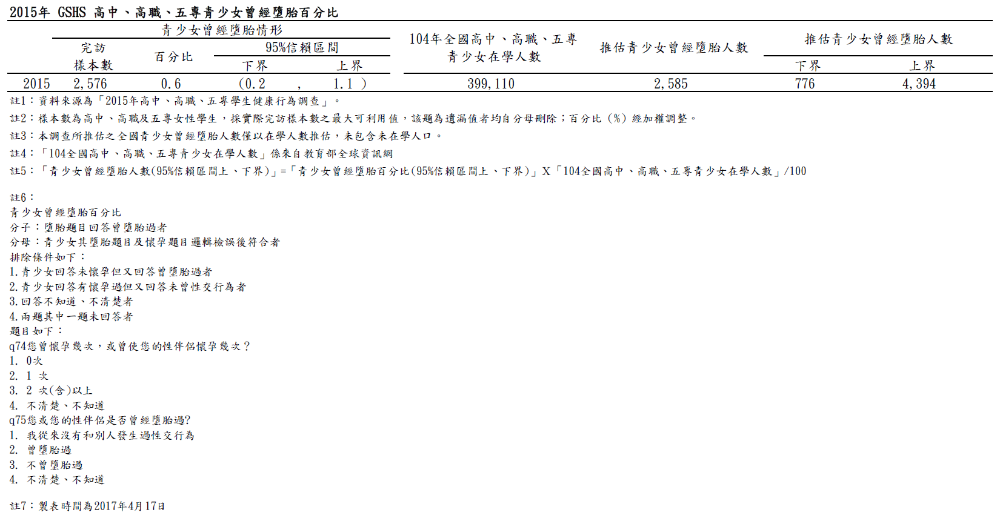 2015年 GSHS 高中、高職、五專青少女曾經墮胎百分比
青少女曾經墮胎情形
完訪
樣本數
百分比
95%信賴區間
下界
上界
104年全國高中、高職、五專
青少女在學人數
推估青少女曾經墮胎人數
推估青少女曾經墮胎人數
下界
上界
2015 2,576 0.6 (0.2 , 1.1 ) 399,110 2,585 776 4,394
註1：資料來源為「2015年高中、高職、五專學生健康行為調查」。
註2：樣本數為高中、高職及五專女性學生，採實際完訪樣本數之最大可利用值，該題為遺漏值者均自分母刪除；百分比（%）經加權調整。
註3：本調查所推估之全國青少女曾經墮胎人數僅以在學人數推估，未包含未在學人口。
註4：「104全國高中、高職、五專青少女在學人數」係來自教育部全球資訊網
註5：「青少女曾經墮胎人數(95%信賴區間上、下界)」=「青少女曾經墮胎百分比(95%信賴區間上、下界)」X「104全國高中、高職、五專青少女在學人數」/100
註6：
青少女曾經墮胎百分比
分子：墮胎題目回答曾墮胎過者
分母：青少女其墮胎題目及懷孕題目邏輯檢誤後符合者
排除條件如下：
1.青少女回答未懷孕但又回答曾墮胎過者
2.青少女回答有懷孕過但又回答未曾性交行為者
3.回答不知道、不清楚者
4.兩題其中一題未回答者
題目如下：
q74您曾懷孕幾次，或曾使您的性伴侶懷孕幾次？
1. 0次
2. 1 次
3. 2 次(含)以上
4. 不清楚、不知道
q75您或您的性伴侶是否曾經墮胎過?
1. 我從來沒有和別人發生過性交行為
2. 曾墮胎過
3. 不曾墮胎過
4. 不清楚、不知道
註7：製表時間為2017年4月17日